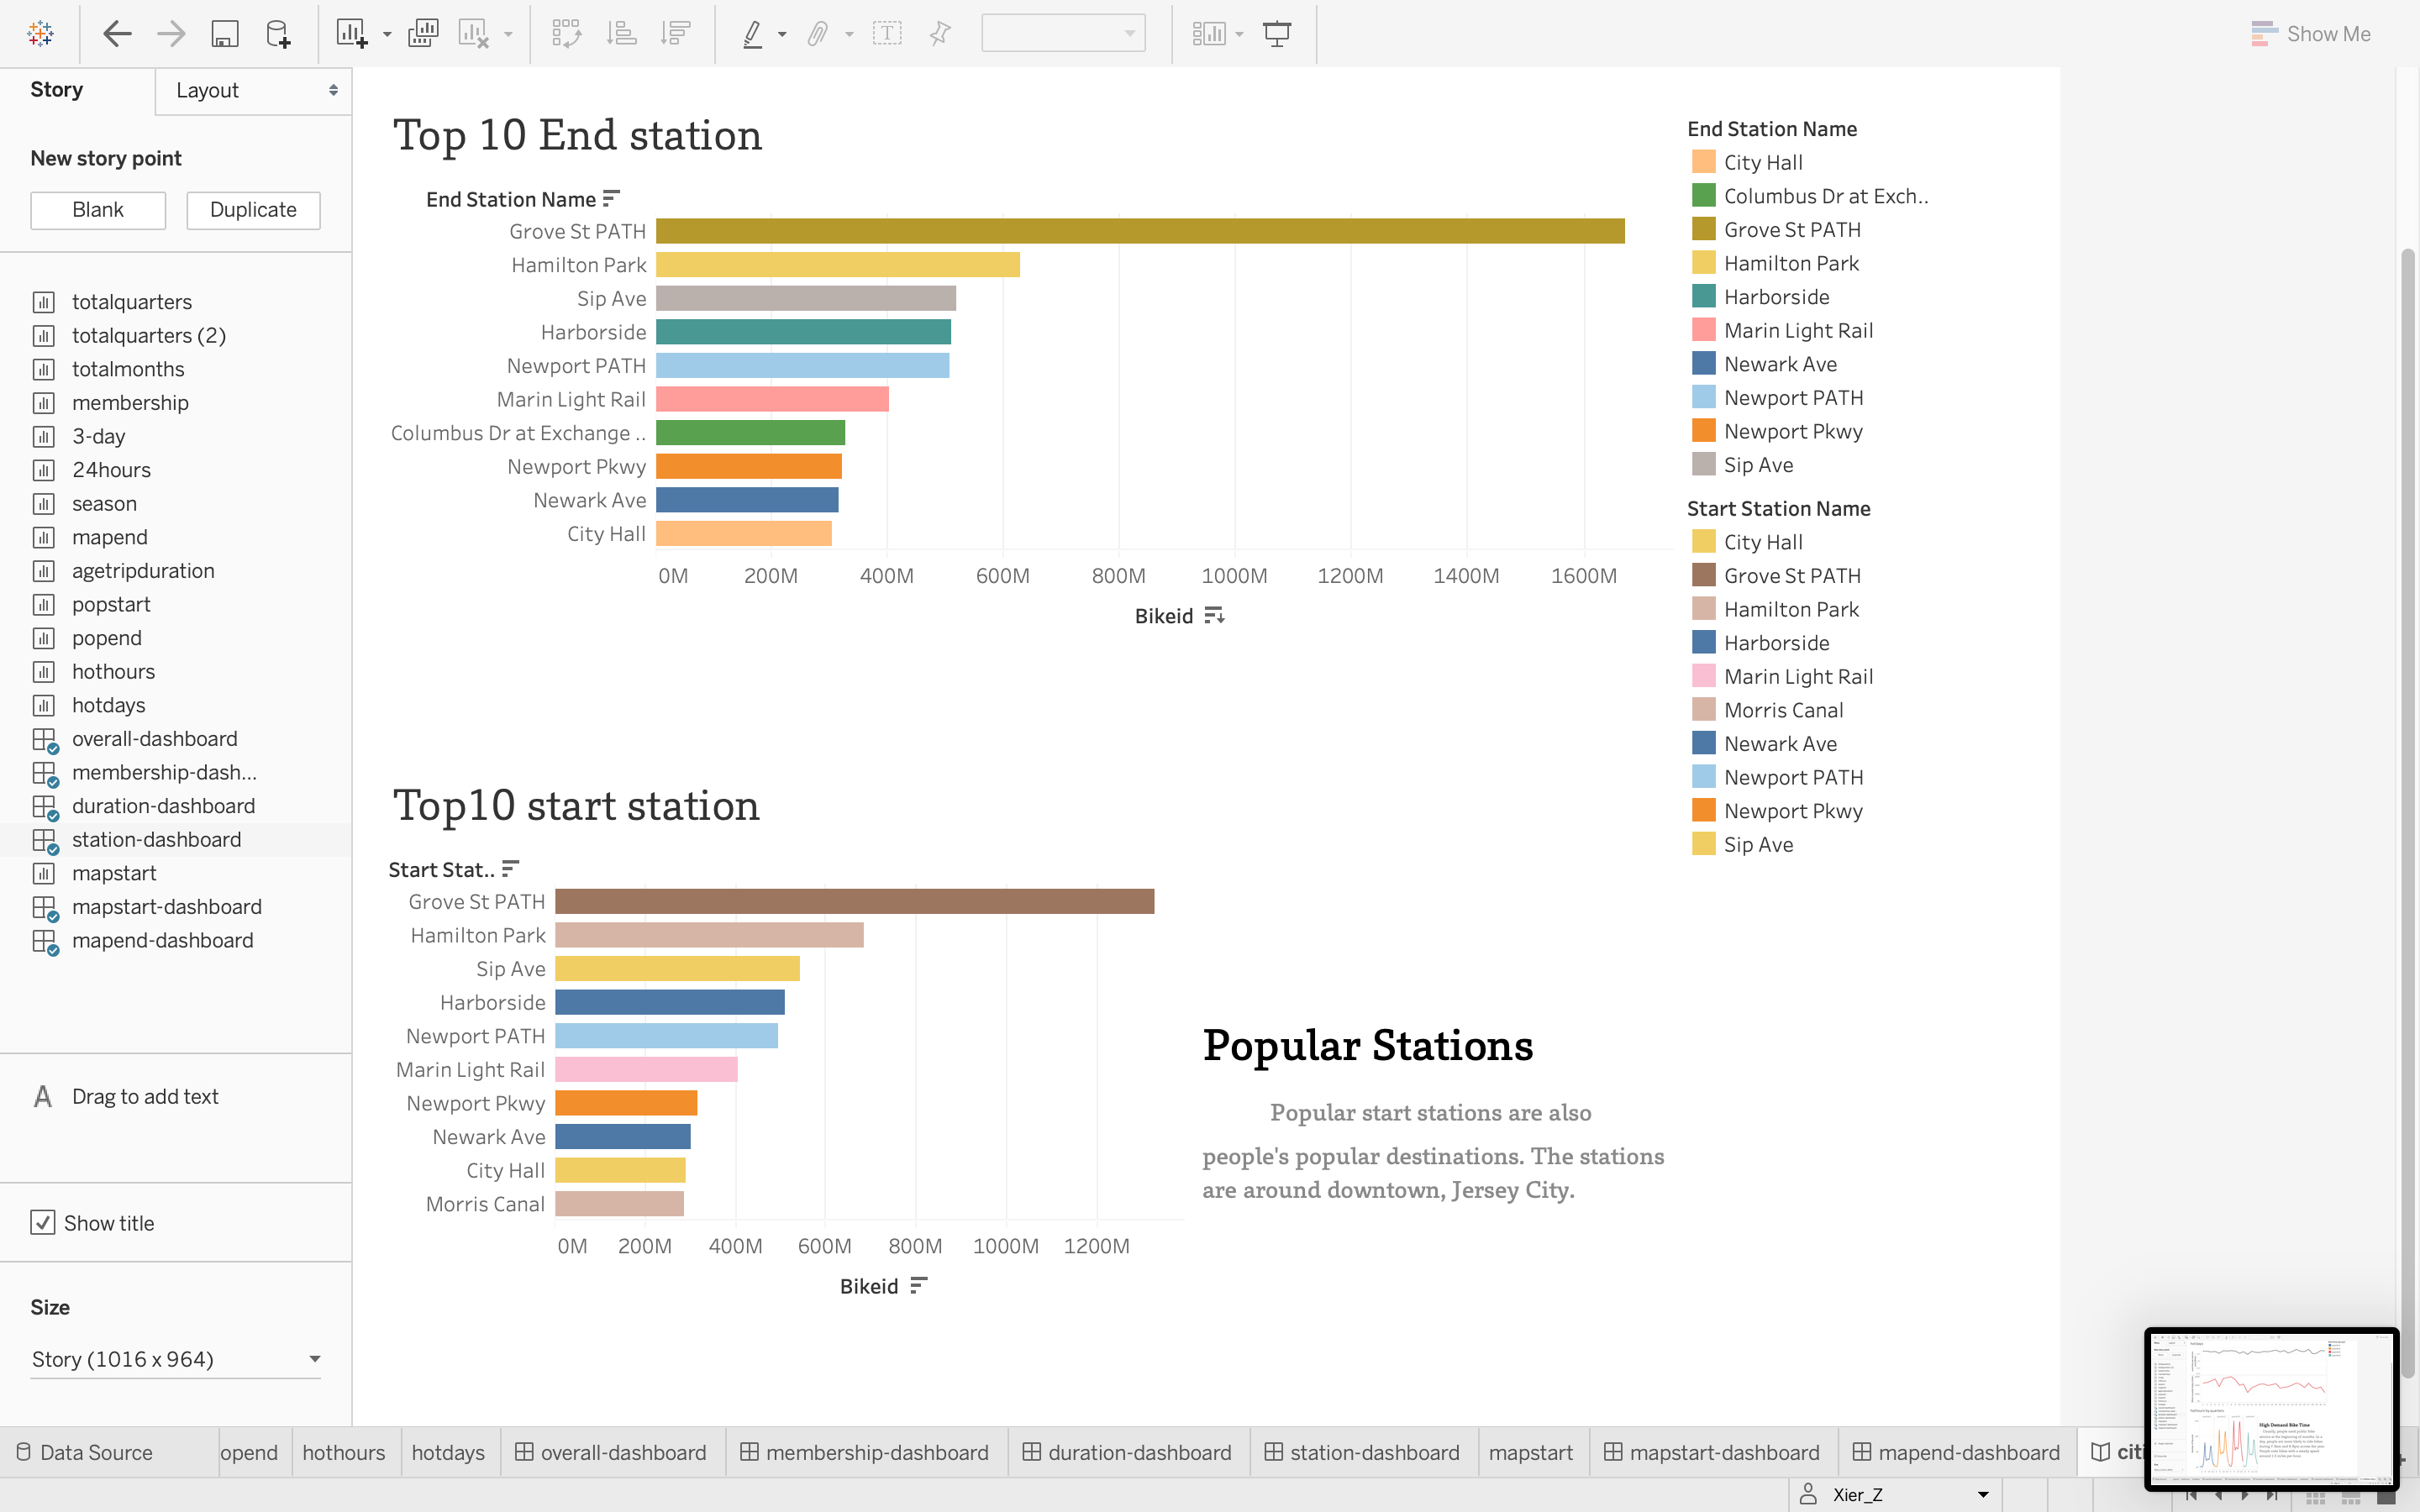 Show Me
Story
Layout
New story point
Blank
Duplicate
totalquarters
totalquarters (2)
totalmonths
membership
3-day
24hours
season
mapend
agetripduration
popstart
popend
hothours
hotdays
overall-dashboard
membership-dash...
duration-dashboard
station-dashboard
mapstart
mapstart-dashboard
mapend-dashboard
Drag to add text
Show title
Size
Story (1016 x 964)
Top 10 End station
End Station Name
Grove St PATH
Hamilton Park
Sip Ave
Harborside
Newport PATH
Marin Light Rail
Columbus Dr at Exchange ..
Newport Pkwy
Newark Ave
City Hall
0M 200M 400M 600M 800M 1000M 1200M 1400M 1600M
Bikeid
End Station Name
City Hall
Columbus Dr at Exch..
Grove St PATH
Hamilton Park
Harborside
Marin Light Rail
Newark Ave
Newport PATH
Newport Pkwy
Sip Ave
Start Station Name
City Hall
Grove St PATH
Hamilton Park
Harborside
Marin Light Rail
Morris Canal
Newark Ave
Newport PATH
Newport Pkwy
Sip Ave
Top10 start station
Start Stat..
Grove St PATH
Hamilton Park
Sip Ave
Harborside
Newport PATH
Marin Light Rail
Newport Pkwy
Newark Ave
City Hall
Morris Canal
0M 200M 400M 600M 800M 1000M 1200M
Bikeid
Popular Stations
Popular start stations are also
people's popular destinations. The stations
are around downtown, Jersey City.
High Demand Bike Time
Data Source opend hothours hotdays overall-dashboard membership-dashboard duration-dashboard station-dashboard mapstart mapstart-dashboard mapend-dashboard citi
Xier_Z